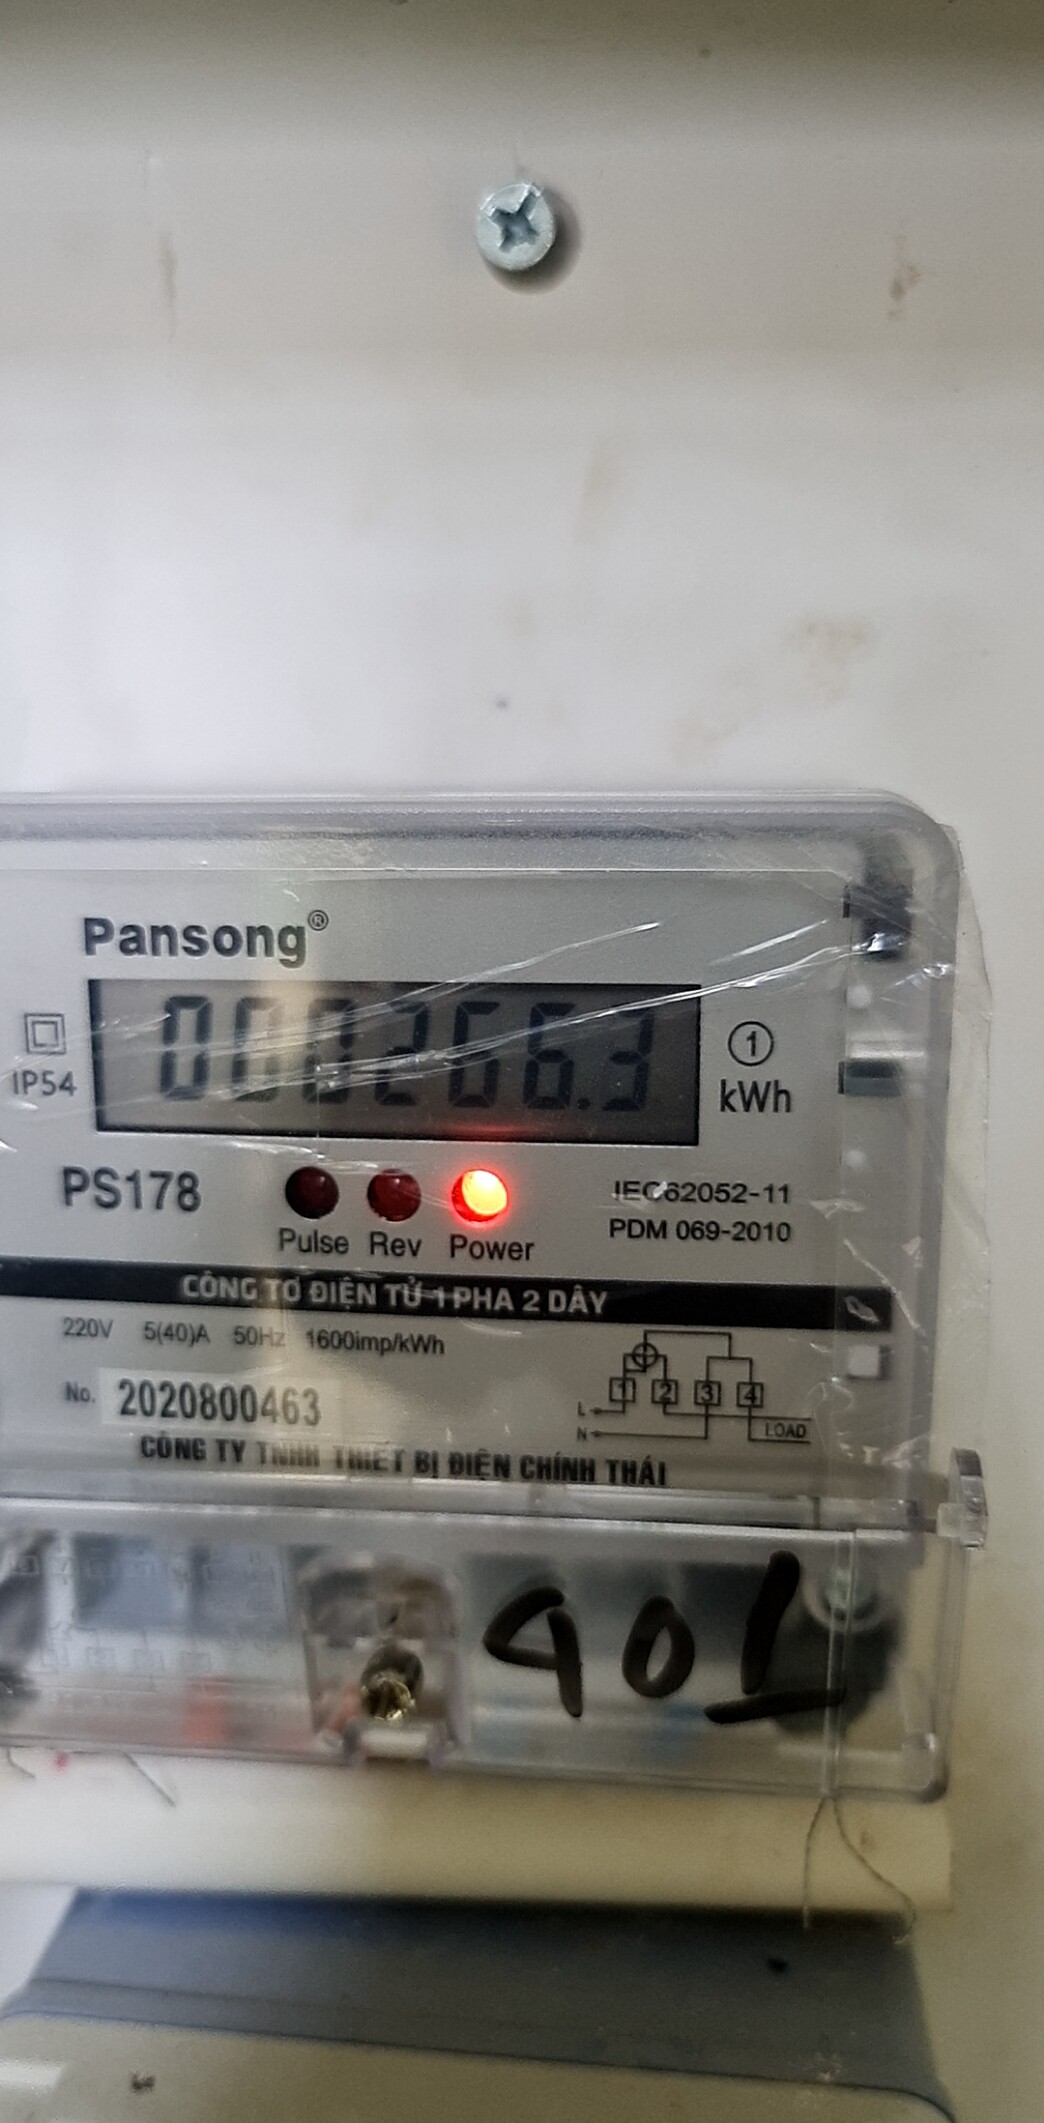 Pansong®
000266.3
1
kWh
IP54
PS178
IEC62052-11
PDM 069-2010
Pulse Rev Power
CÔNG TƠ ĐIỆN TỬ 1 PHA 2 DÂY
220V 5(40)A 50Hz 1600imp/kWh
1 2 3 4
L
N
LOAD
No. 2020800463
CÔNG TY TNHH THIẾT BỊ ĐIỆN CHÍNH THÁI
401